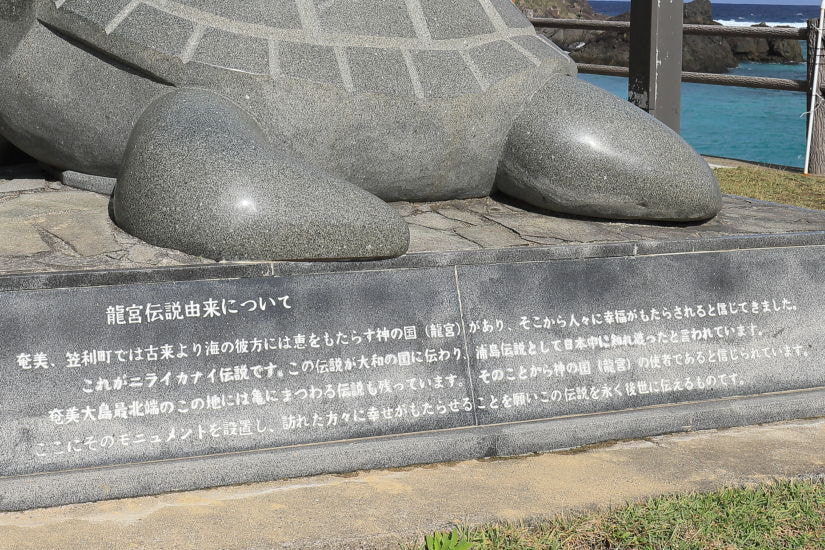 龍宮伝説由来について
奄美、笠利町では古来より海の彼方には恵をもたらす神の国（龍宮）があり、そこから人々に幸福がもたらされると信じてきました。
これがニライカナイ伝説です。この伝説が大和の国に伝わり、浦島伝説として日本中に知れ渡ったと言われています。
奄美大島最北端のこの地には亀にまつわる伝説も残っています。そのことから神の国（龍宮）の使者であると信じられています。
ここにそのモニュメントを設置し、訪れた方々に幸せがもたらせることを願いこの伝説を永く後世に伝えるものです。